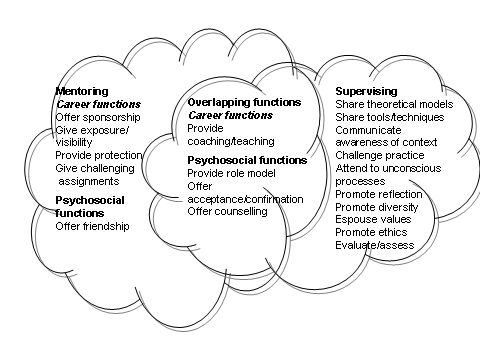 Mentoring
Career functions
Offer sponsorship
Give exposure/
visibility
Provide protection
Give challenging
assignments
Psychosocial
functions
Offer friendship
Overlapping functions
Career functions
Provide
coaching/teaching
Psychosocial functions
Provide role model
Offer
acceptance/confirmation
Offer counselling
Supervising
Share theoretical models
Share tools/techniques
Communicate
awareness of context
Challenge practice
Attend to unconscious
processes
Promote reflection
Promote diversity
Espouse values
Promote ethics
Evaluate/assess